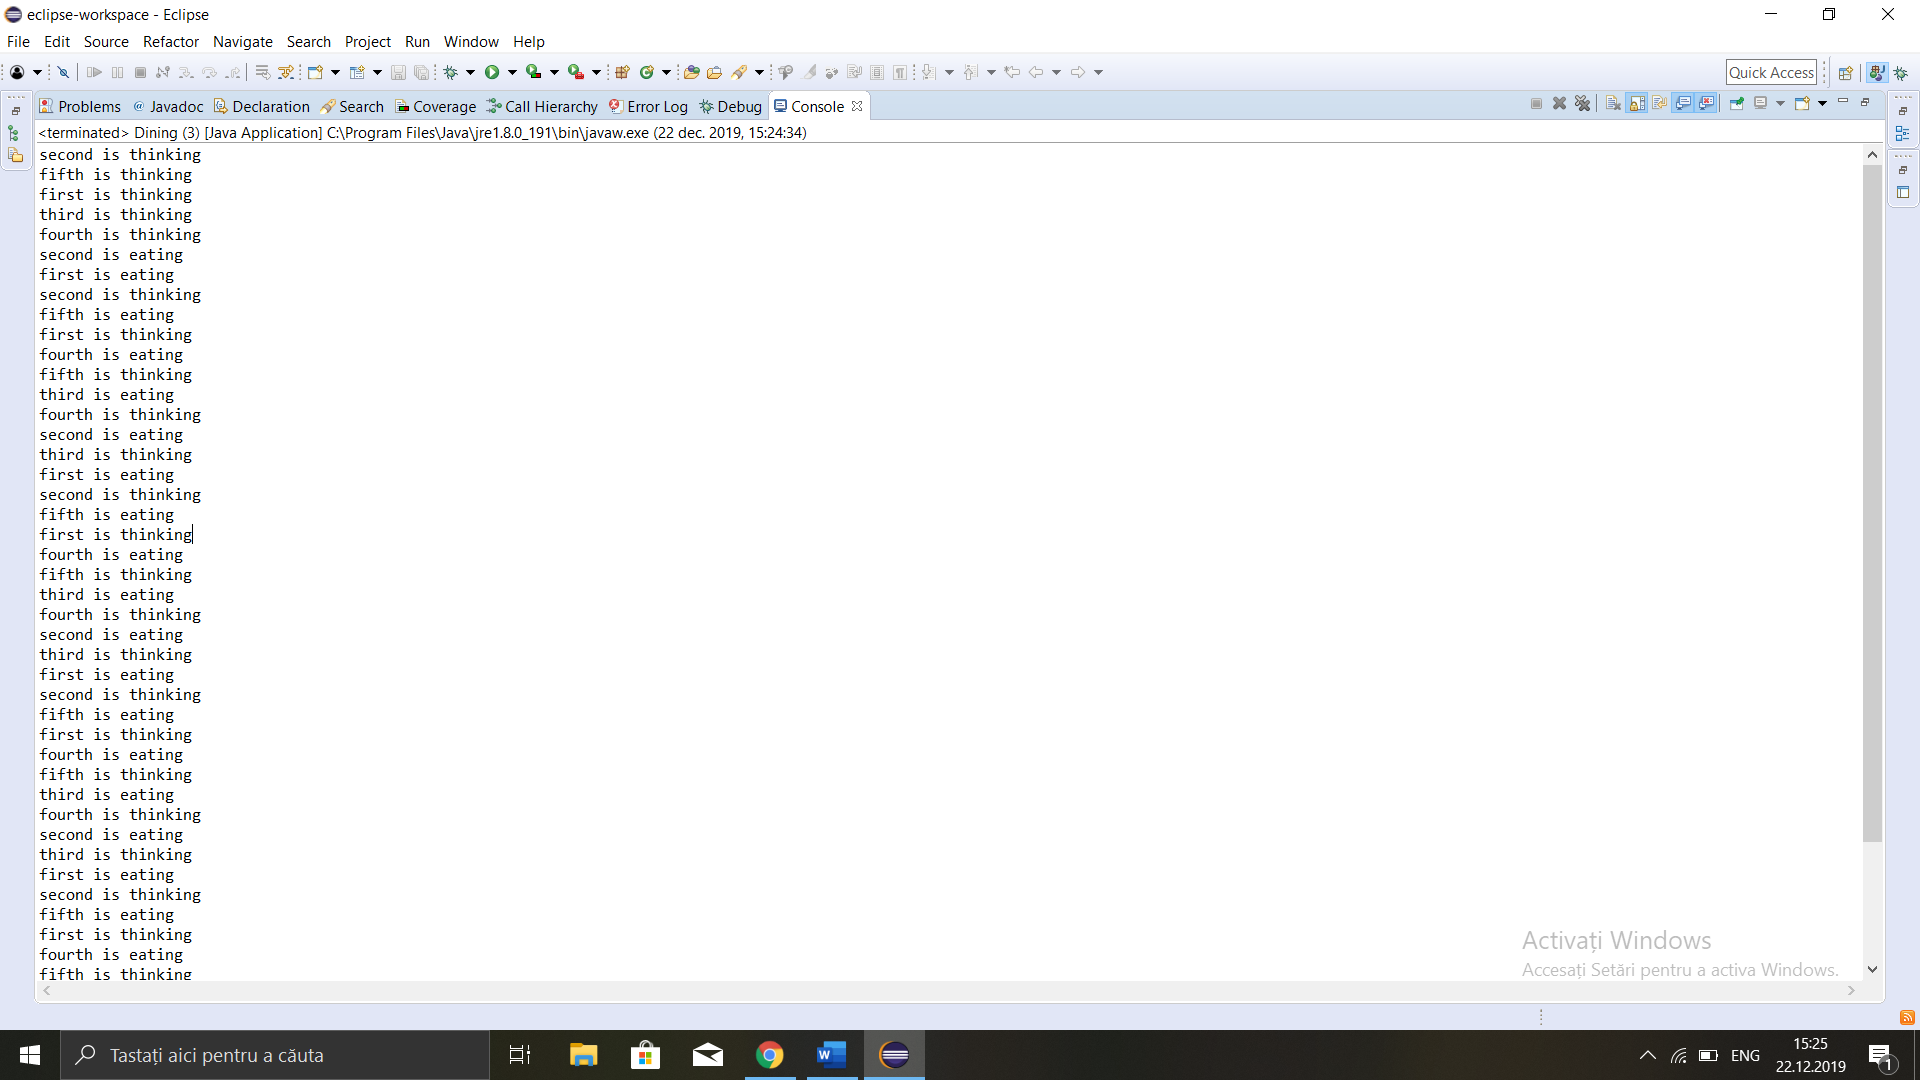 eclipse-workspace - Eclipse
File Edit Source Refactor Navigate Search Project Run Window Help
Quick Access
Problems @ Javadoc Declaration Search Coverage Call Hierarchy Error Log Debug Console
<terminated> Dining (3) [Java Application] C:\Program Files\Java\jre1.8.0_191\bin\javaw.exe (22 dec. 2019, 15:24:34)
second is thinking
fifth is thinking
first is thinking
third is thinking
fourth is thinking
second is eating
first is eating
second is thinking
fifth is eating
first is thinking
fourth is eating
fifth is thinking
third is eating
fourth is thinking
second is eating
third is thinking
first is eating
second is thinking
fifth is eating
first is thinking
fourth is eating
fifth is thinking
third is eating
fourth is thinking
second is eating
third is thinking
first is eating
second is thinking
fifth is eating
first is thinking
fourth is eating
fifth is thinking
third is eating
fourth is thinking
second is eating
third is thinking
first is eating
second is thinking
fifth is eating
first is thinking
fourth is eating
fifth is thinking
Activați Windows
Accesați Setări pentru a activa Windows.
Tastați aici pentru a căuta
ENG
15:25
22.12.2019
1